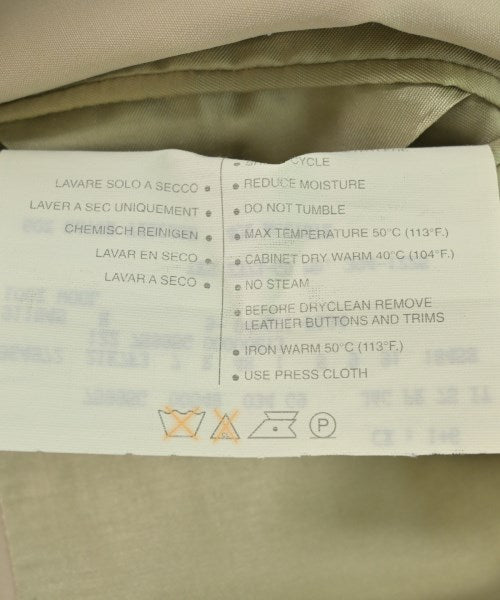 LAVARE SOLO A SECCO
LAVER A SEC UNIQUEMENT
CHEMISCH REINIGEN
LAVAR EN SECO
LAVAR A SECO
CYCLE
REDUCE MOISTURE
DO NOT TUMBLE
MAX TEMPERATURE 50°C (113°F.)
CABINET DRY WARM 40°C (104°F.)
NO STEAM
BEFORE DRYCLEAN REMOVE
LEATHER BUTTONS AND TRIMS
IRON WARM 50°C (113°F.)
USE PRESS CLOTH
P